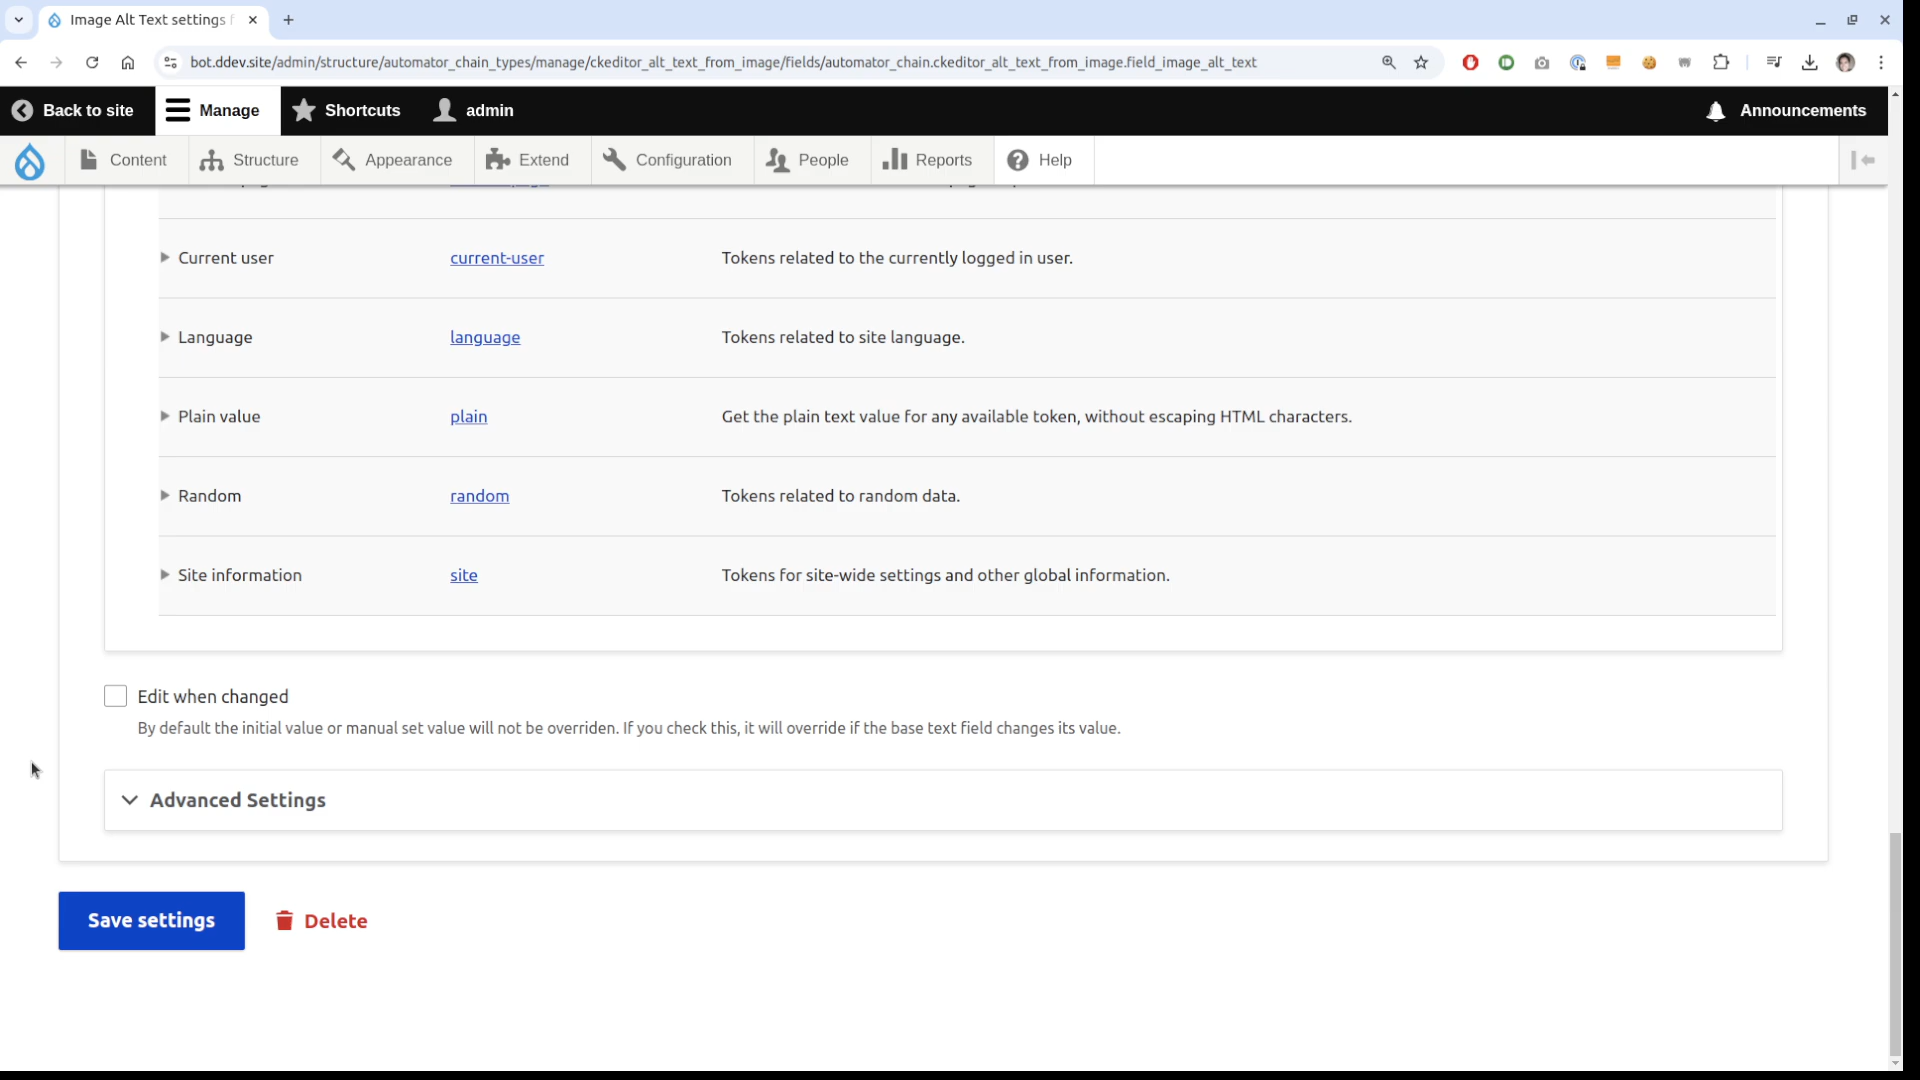 Image Alt Text settings
bot.ddev.site/admin/structure/automator_chain_types/manage/ckeditor_alt_text_from_image/fields/automator_chain.ckeditor_alt_text_from_image.field_image_alt_text
Back to site Manage Shortcuts admin Announcements
Content Structure Appearance Extend Configuration People Reports Help
Current user current-user Tokens related to the currently logged in user.
Language language Tokens related to site language.
Plain value plain Get the plain text value for any available token, without escaping HTML characters.
Random random Tokens related to random data.
Site information site Tokens for site-wide settings and other global information.
Edit when changed
By default the initial value or manual set value will not be overriden. If you check this, it will override if the base text field changes its value.
Advanced Settings
Save settings Delete